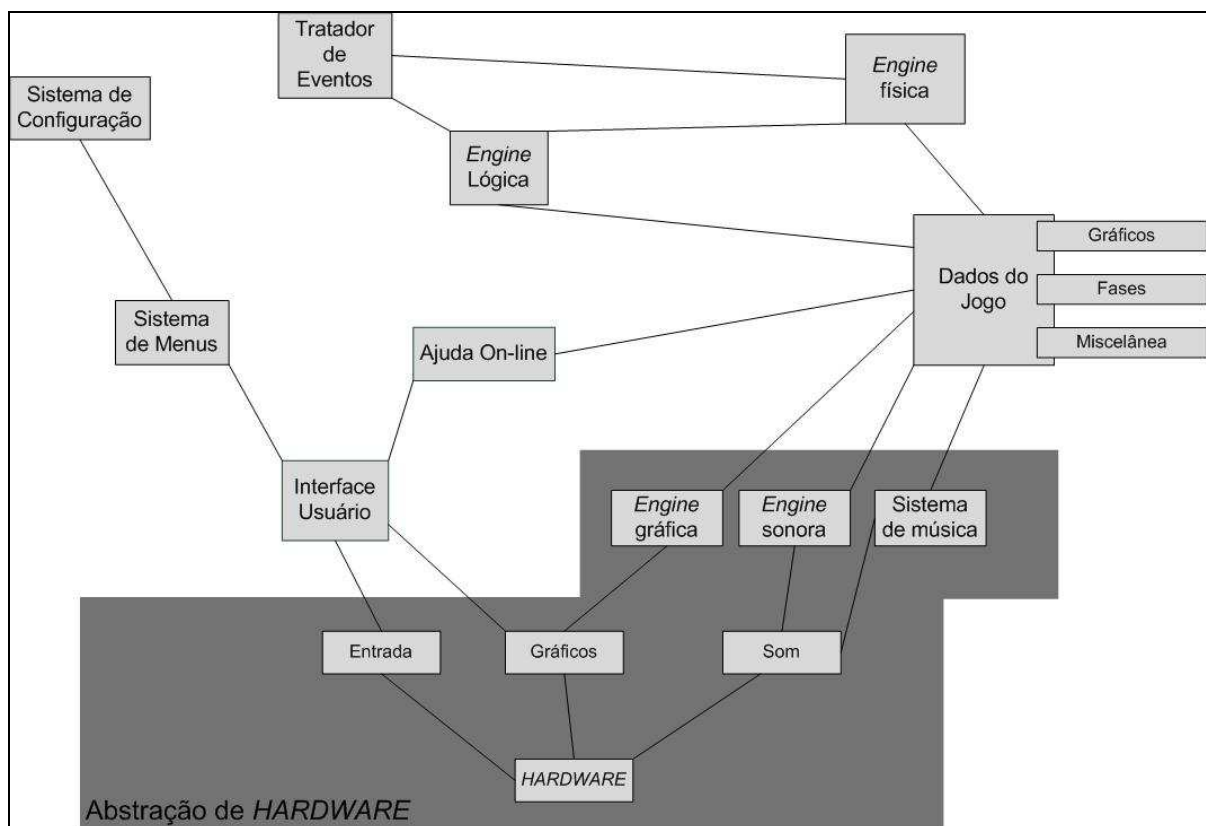 Tratador
de
Eventos
Engine
física
Sistema de
Configuração
Engine
Lógica
Gráficos
Dados do
Jogo
Fases
Miscelânea
Sistema
de Menus
Ajuda On-line
Interface
Usuário
Engine
gráfica
Engine
sonora
Sistema
de música
Entrada
Gráficos
Som
HARDWARE
Abstração de HARDWARE